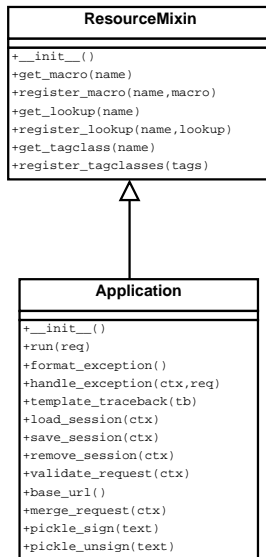 ResourceMixin
+__init__()
+get_macro(name)
+register_macro(name,macro)
+get_lookup(name)
+register_lookup(name,lookup)
+get_tagclass(name)
+register_tagclasses(tags)
Application
+__init__()
+run(req)
+format_exception()
+handle_exception(ctx,req)
+template_traceback(tb)
+load_session(ctx)
+save_session(ctx)
+remove_session(ctx)
+validate_request(ctx)
+base_url()
+merge_request(ctx)
+pickle_sign(text)
+pickle_unsign(text)